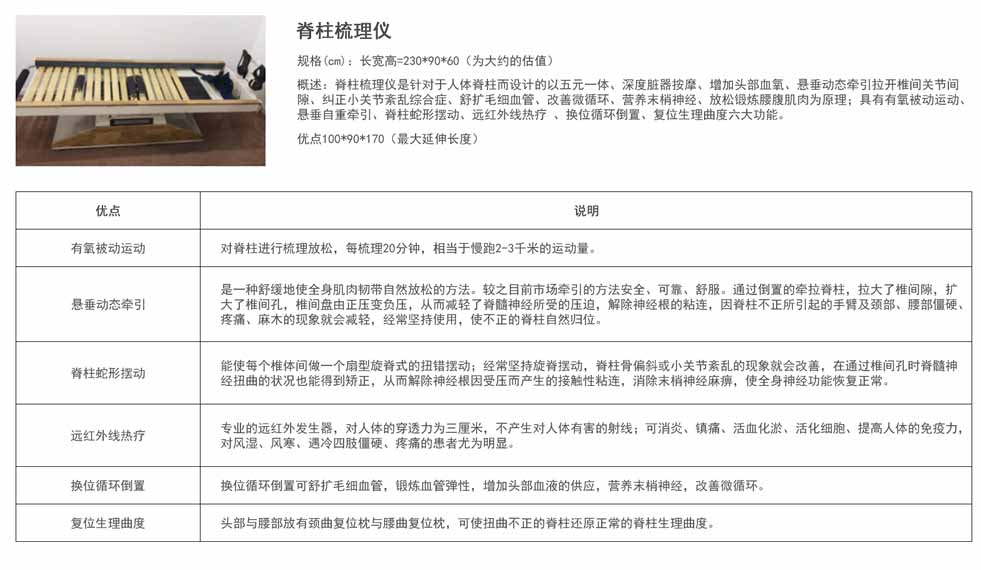 脊柱梳理仪
规格(cm): 长宽高=230*90*60（为大约的估值）
概述：脊柱梳理仪是针对于人体脊柱而设计的以五元一体、深度脏器按摩、增加头部血氧、悬垂动态牵引拉开椎间关节间
隙、纠正小关节紊乱综合症、舒扩毛细血管、改善微循环、营养末梢神经、放松锻炼腰腹肌肉为原理；具有有氧被动运动、
悬垂自重牵引、脊柱蛇形摆动、远红外线热疗 、换位循环倒置、复位生理曲度六大功能。
优点100*90*170（最大延伸长度）
优点 说明
有氧被动运动 对脊柱进行梳理放松，每梳理20分钟，相当于慢跑2-3千米的运动量。
是一种舒缓地使全身肌肉韧带自然放松的方法。较之目前市场牵引的方法安全、可靠、舒服。通过倒置的牵拉脊柱，拉大了椎间隙，扩
悬垂动态牵引 大了椎间孔，椎间盘由正压变负压，从而减轻了脊髓神经所受的压迫，解除神经根的粘连，因脊柱不正所引起的手臂及颈部、腰部僵硬、
疼痛、麻木的现象就会减轻，经常坚持使用，使不正的脊柱自然归位。
脊柱蛇形摆动 能使每个椎体间做一个扇型旋脊式的扭错摆动；经常坚持旋脊摆动，脊柱骨偏斜或小关节紊乱的现象就会改善，在通过椎间孔时脊髓神
经扭曲的状况也能得到矫正，从而解除神经根因受压而产生的接触性粘连，消除末梢神经麻痹，使全身神经功能恢复正常。
远红外线热疗 专业的远红外发生器，对人体的穿透力为三厘米，不产生对人体有害的射线；可消炎、镇痛、活血化淤、活化细胞、提高人体的免疫力，
对风湿、风寒、遇冷四肢僵硬、疼痛的患者尤为明显。
换位循环倒置 换位循环倒置可舒扩毛细血管，锻炼血管弹性，增加头部血液的供应，营养末梢神经，改善微循环。
复位生理曲度 头部与腰部放有颈曲复位枕与腰曲复位枕，可使扭曲不正的脊柱还原正常的脊柱生理曲度。